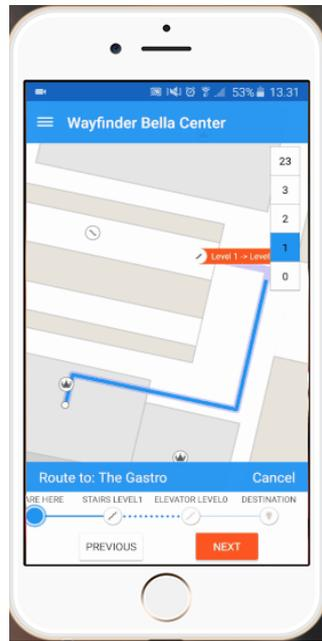 53% 13.31
Wayfinder Bella Center
23
3
2
Level 1 -> Level
1
0
Route to: The Gastro Cancel
ARE HERE STAIRS LEVEL1 ELEVATOR LEVEL0 DESTINATION
PREVIOUS NEXT